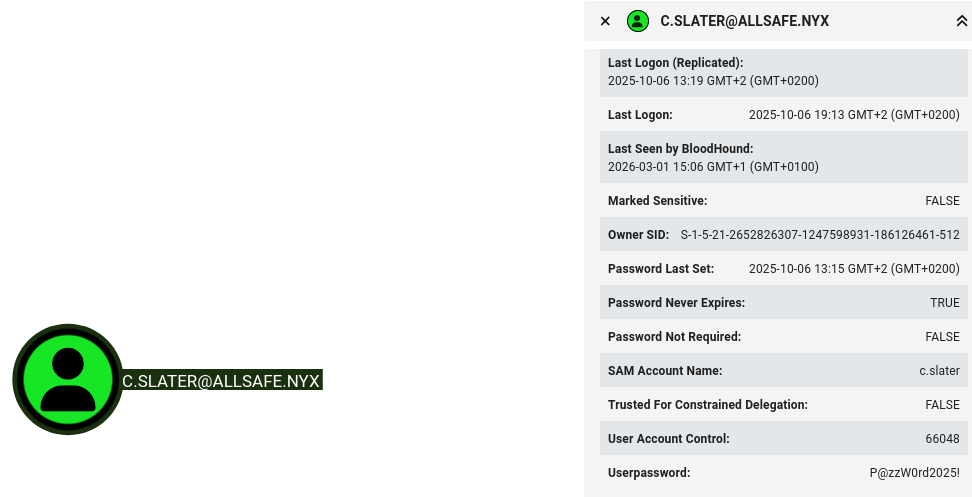 C.SLATER@ALLSAFE.NYX
Last Logon (Replicated):
2025-10-06 13:19 GMT+2 (GMT+0200)
Last Logon: 2025-10-06 19:13 GMT+2 (GMT+0200)
Last Seen by BloodHound:
2026-03-01 15:06 GMT+1 (GMT+0100)
Marked Sensitive: FALSE
Owner SID: S-1-5-21-2652826307-1247598931-186126461-512
Password Last Set: 2025-10-06 13:15 GMT+2 (GMT+0200)
Password Never Expires: TRUE
Password Not Required: FALSE
SAM Account Name: c.slater
Trusted For Constrained Delegation: FALSE
User Account Control: 66048
Userpassword: P@zzW0rd2025!
C.SLATER@ALLSAFE.NYX